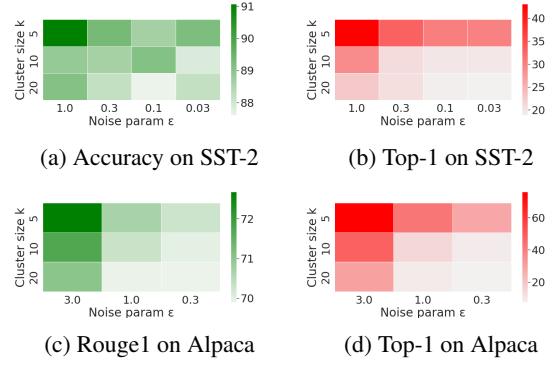 Cluster size k
5
10
20
1.0 0.3 0.1 0.03
Noise param ε
91
90
89
88
(a) Accuracy on SST-2
Cluster size k
5
10
20
1.0 0.3 0.1 0.03
Noise param ε
40
35
30
25
20
(b) Top-1 on SST-2
Cluster size k
5
10
20
3.0 1.0 0.3
Noise param ε
72
71
70
(c) Rouge1 on Alpaca
Cluster size k
5
10
20
3.0 1.0 0.3
Noise param ε
60
40
20
(d) Top-1 on Alpaca